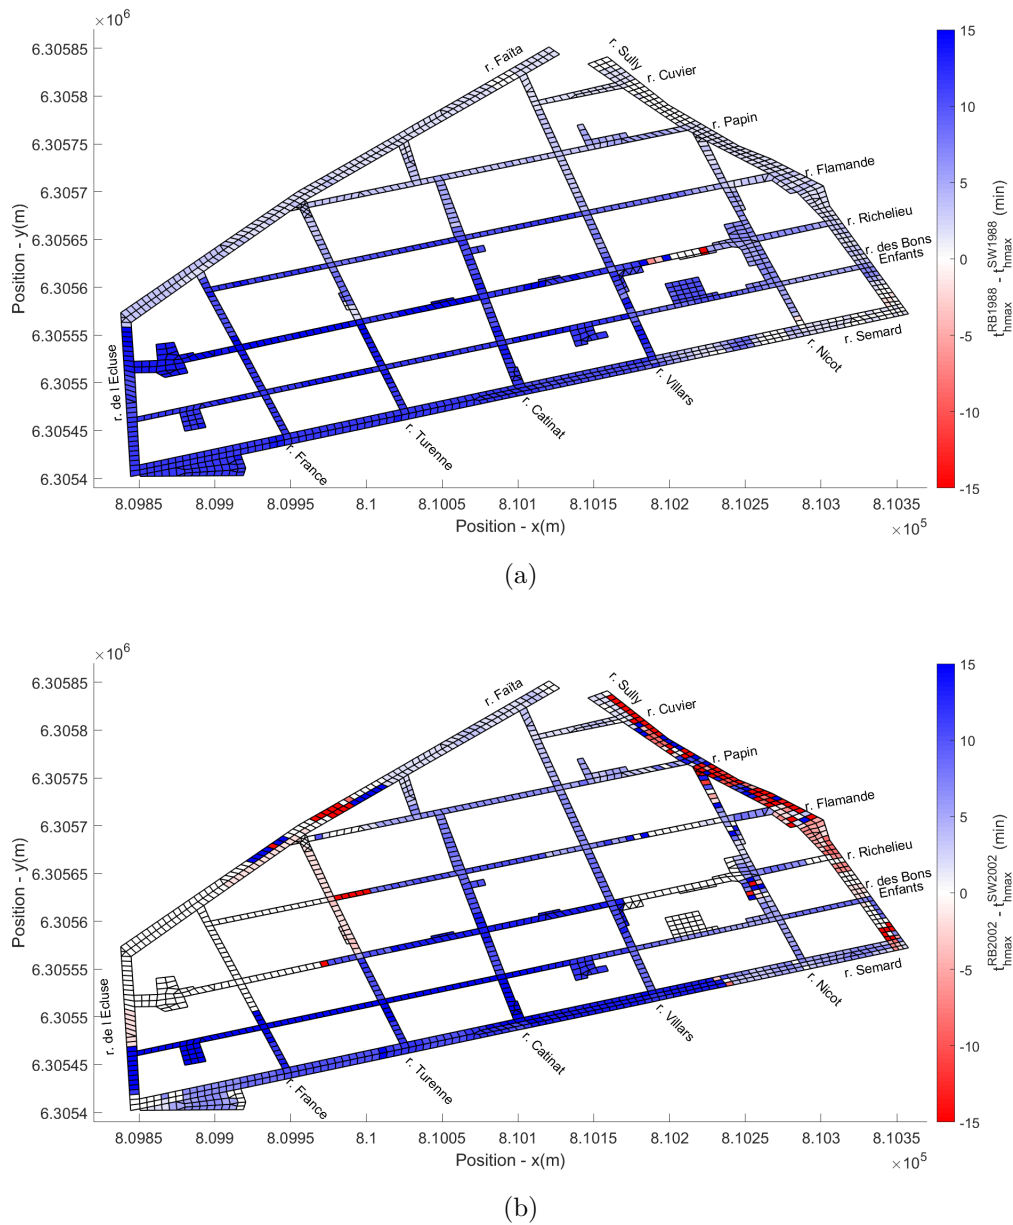 ×10⁶
6.30585
6.3058
6.30575
6.3057
6.30565
6.3056
6.30555
6.3055
6.30545
6.3054
Position - y(m)
r. Faïta
r. Sully
r. Cuvier
r. Papin
r. Flamande
r. Richelieu
r. des Bons
Enfants
r. Semard
r. Nicot
r. Villars
r. Catinat
r. Turenne
r. France
r. de l Ecluse
8.0985 8.099 8.0995 8.1 8.1005 8.101 8.1015 8.102 8.1025 8.103 8.1035
Position - x(m)
×10⁵
15
10
5
0
-5
-10
-15
t_hmax^RB1988 - t_hmax^SW1988 (min)
(a)
×10⁶
6.30585
6.3058
6.30575
6.3057
6.30565
6.3056
6.30555
6.3055
6.30545
6.3054
Position - y(m)
r. Faïta
r. Sully
r. Cuvier
r. Papin
r. Flamande
r. Richelieu
r. des Bons
Enfants
r. Semard
r. Nicot
r. Villars
r. Catinat
r. Turenne
r. France
r. de l Ecluse
8.0985 8.099 8.0995 8.1 8.1005 8.101 8.1015 8.102 8.1025 8.103 8.1035
Position - x(m)
×10⁵
15
10
5
0
-5
-10
-15
t_hmax^RB2002 - t_hmax^SW2002 (min)
(b)